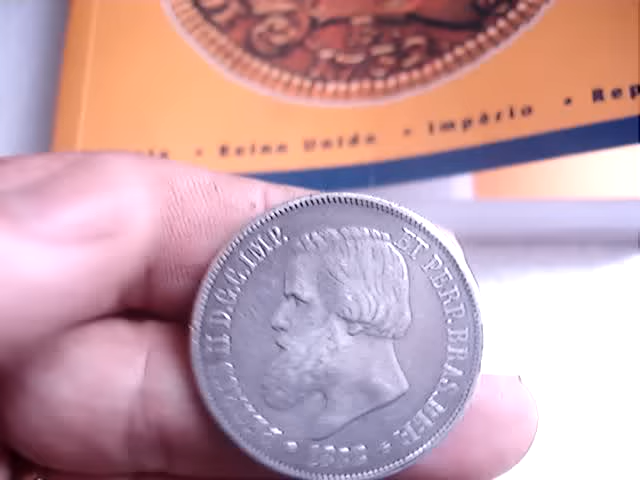 Reino Unido • Império • Rep
II D.G.C.IMP. ET PERP.BRAS.DEF.